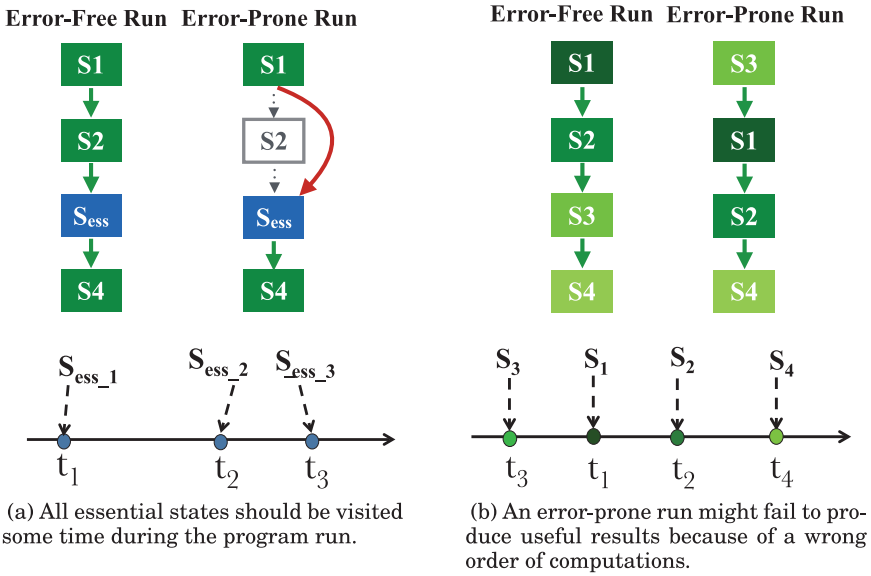 Error-Free Run Error-Prone Run
S1 S1
S2 S2
Sess Sess
S4 S4
Sess_1 Sess_2 Sess_3
t1 t2 t3
(a) All essential states should be visited
some time during the program run.
Error-Free Run Error-Prone Run
S1 S3
S2 S1
S3 S2
S4 S4
S3 S1 S2 S4
t3 t1 t2 t4
(b) An error-prone run might fail to pro-
duce useful results because of a wrong
order of computations.